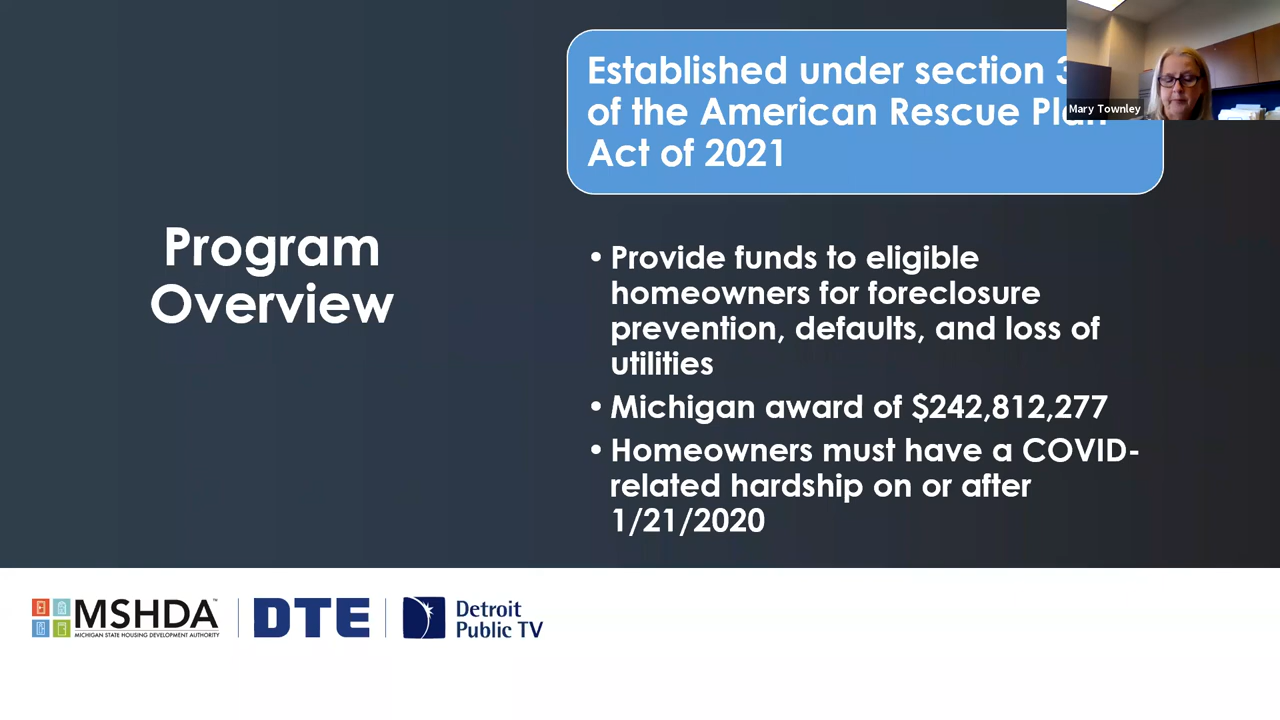 Established under section 3
of the American Rescue Plan
Act of 2021
Mary Townley
Program
Overview
• Provide funds to eligible
homeowners for foreclosure
prevention, defaults, and loss of
utilities
• Michigan award of $242,812,277
• Homeowners must have a COVID-
related hardship on or after
1/21/2020
MSHDA™
MICHIGAN STATE HOUSING DEVELOPMENT AUTHORITY
DTE
Detroit
Public TV